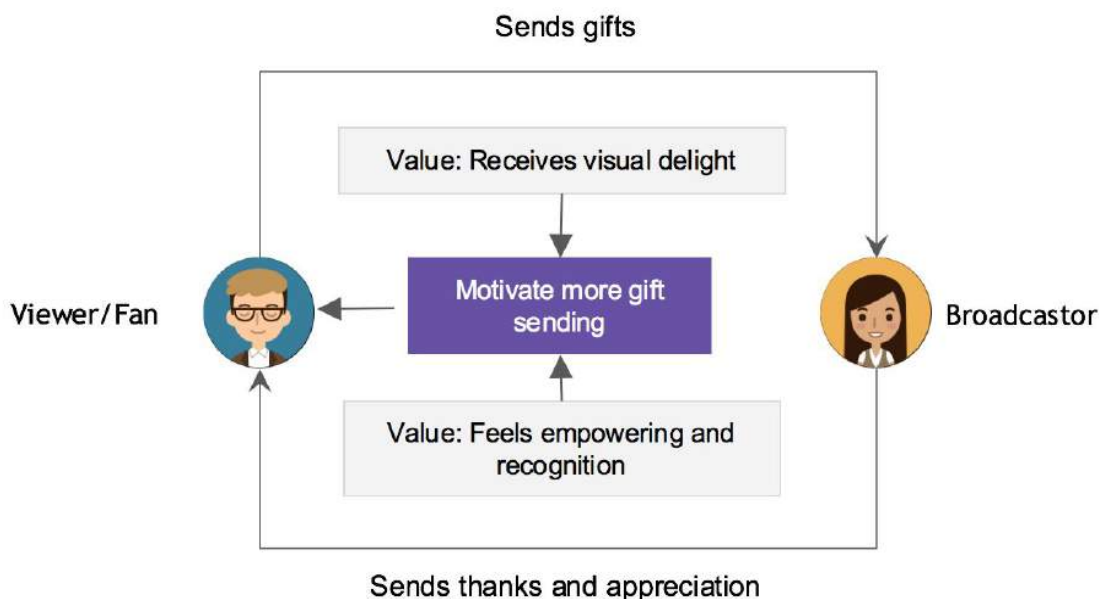 Sends gifts
Value: Receives visual delight
Motivate more gift
sending
Viewer/Fan
Broadcastor
Value: Feels empowering and
recognition
Sends thanks and appreciation